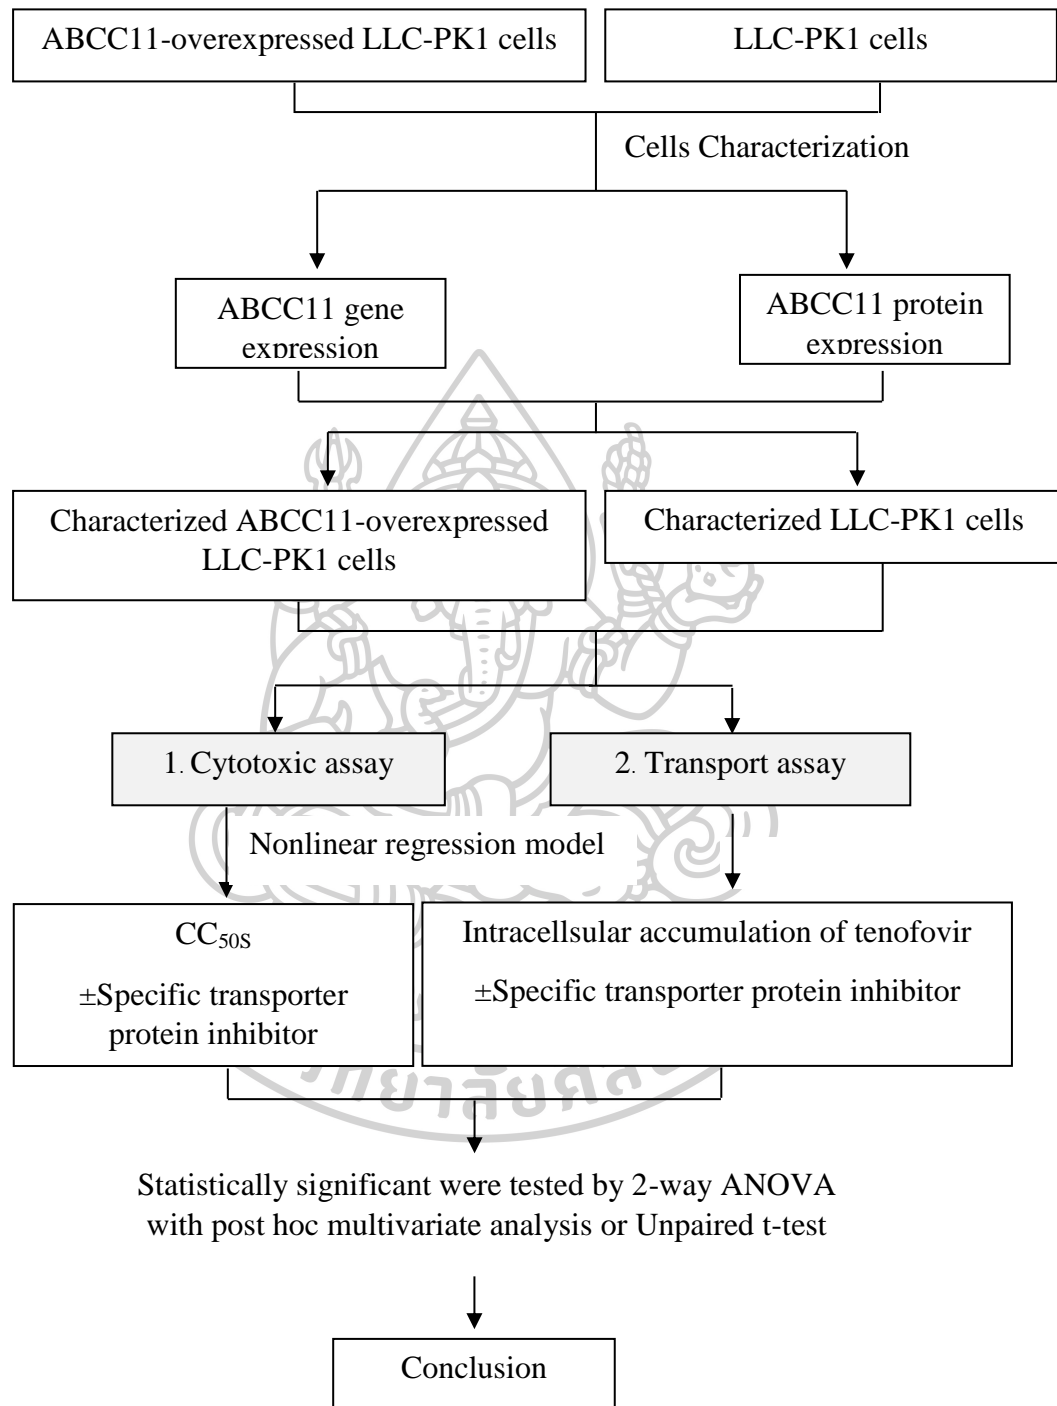 ABCC11-overexpressed LLC-PK1 cells
LLC-PK1 cells
Cells Characterization
ABCC11 gene
expression
ABCC11 protein
expression
Characterized ABCC11-overexpressed
LLC-PK1 cells
Characterized LLC-PK1 cells
1. Cytotoxic assay
2. Transport assay
Nonlinear regression model
CC50S
±Specific transporter
protein inhibitor
Intracellsular accumulation of tenofovir
±Specific transporter protein inhibitor
Statistically significant were tested by 2-way ANOVA
with post hoc multivariate analysis or Unpaired t-test
Conclusion